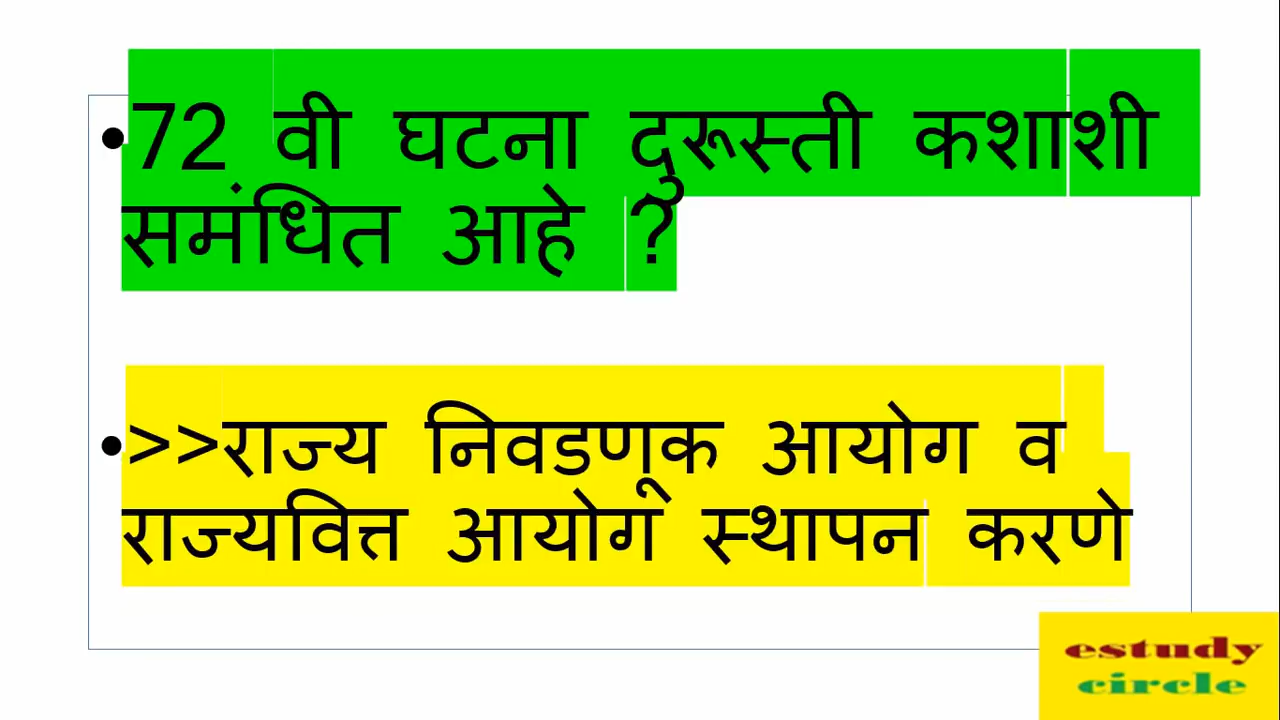 •72 वी घटना दुरूस्ती कशाशी
समंधित आहे ?
•>>राज्य निवडणूक आयोग व
राज्यवित्त आयोग स्थापन करणे
estudy
circle